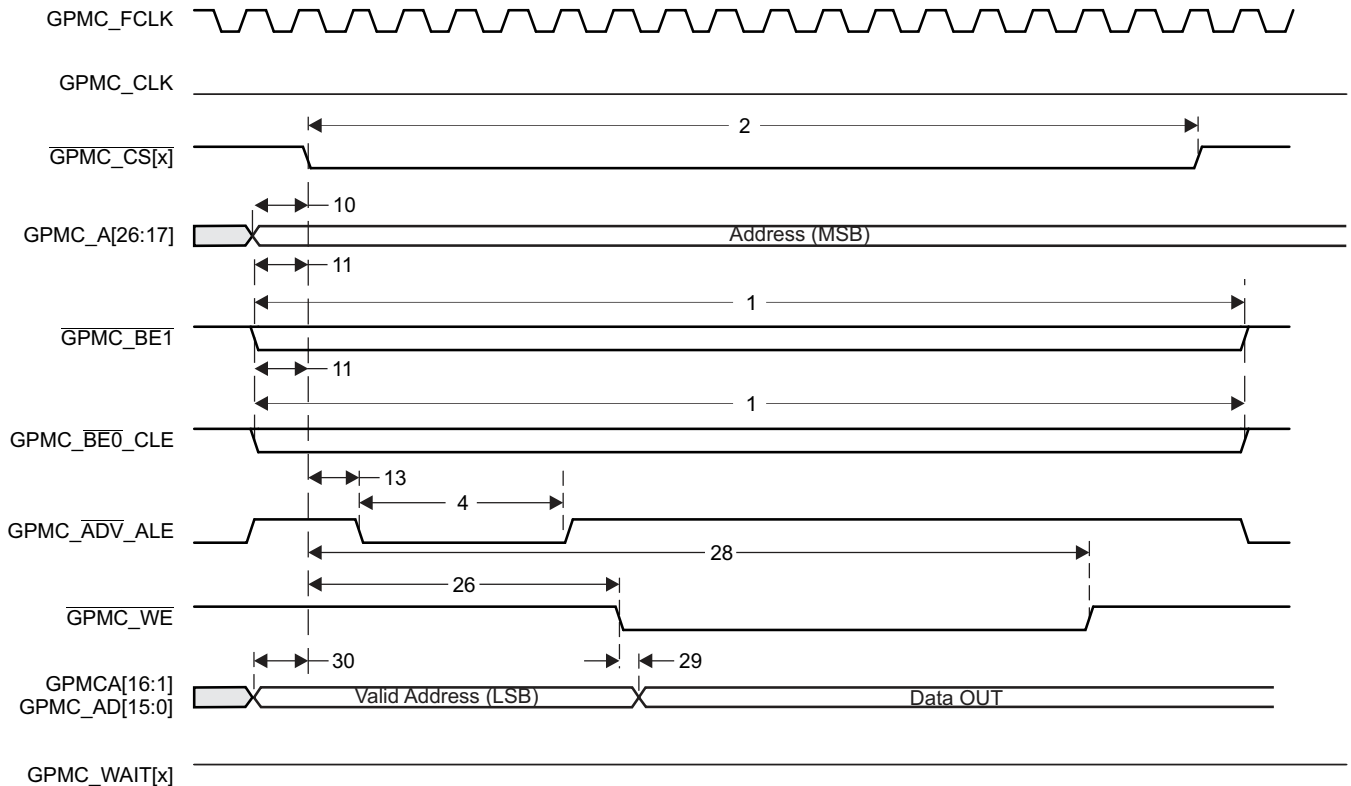 GPMC_FCLK
GPMC_CLK
2
GPMC_CS[x]
10
GPMC_A[26:17] Address (MSB)
11
1
GPMC_BE1
11
1
GPMC_BE0_CLE
13
4
GPMC_ADV_ALE
28
26
GPMC_WE
30 29
GPMCA[16:1]
GPMC_AD[15:0] Valid Address (LSB) Data OUT
GPMC_WAIT[x]